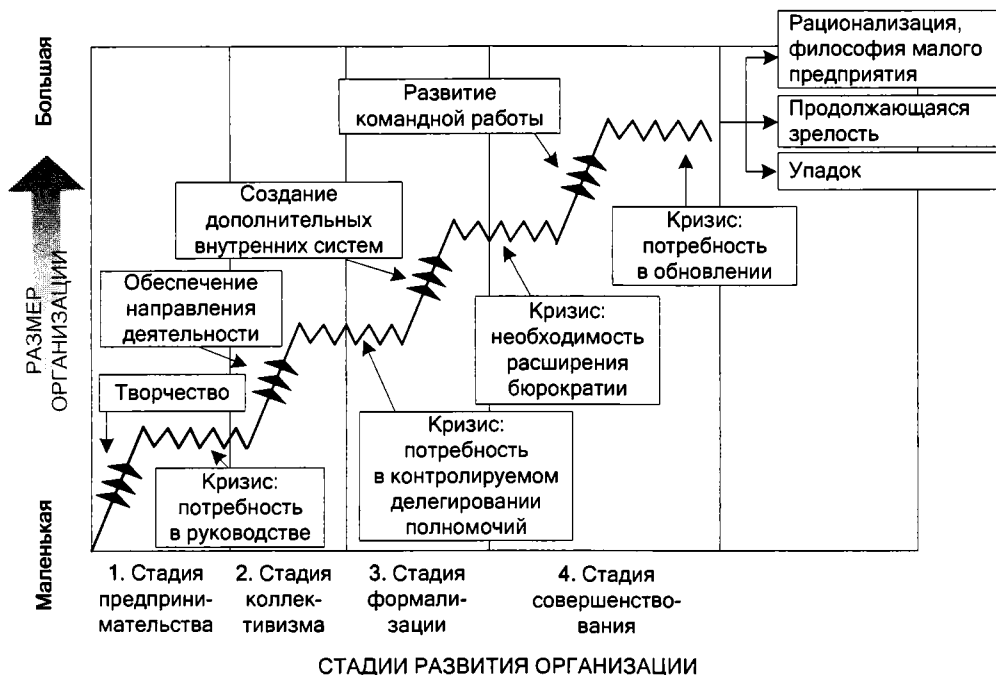 Большая
РАЗМЕР
ОРГАНИЗАЦИИ
Маленькая
Рационализация,
философия малого
предприятия
Продолжающаяся
зрелость
Упадок
Развитие
командной работы
Создание
дополнительных
внутренних систем
Обеспечение
направления
деятельности
Творчество
Кризис:
потребность
в руководстве
Кризис:
потребность
в контролируемом
делегировании
полномочий
Кризис:
необходимость
расширения
бюрократии
Кризис:
потребность
в обновлении
1. Стадия
предприни-
мательства
2. Стадия
коллек-
тивизма
3. Стадия
формали-
зации
4. Стадия
совершенство-
вания
СТАДИИ РАЗВИТИЯ ОРГАНИЗАЦИИ